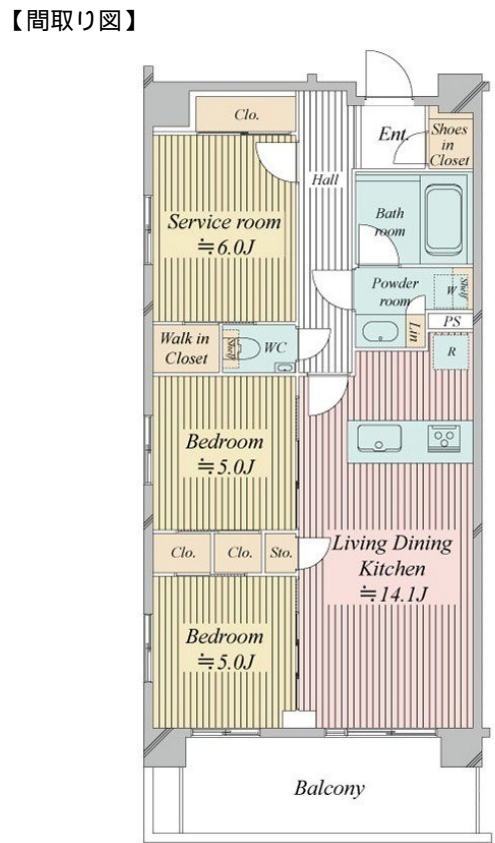 【間取り図】
Clo.
Ent.
Shoes
in
Closet
Hall
Service room
≒6.0J
Bath
room
Powder
room
W
Shelf
Lin
PS
R
Walk in
Closet
Shelf
WC
Bedroom
≒5.0J
Clo.
Clo.
Sto.
Living Dining
Kitchen
≒14.1J
Bedroom
≒5.0J
Balcony